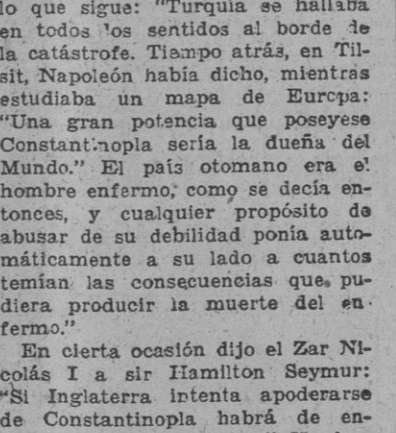 lo que sigue: "Turquía se hallaba
en todos los sentidos al borde de
la catástrofe. Tiempo atrás, en Til-
sit, Napoleón había dicho, mientras
estudiaba un mapa de Europa:
"Una gran potencia que poseyese
Constantinopla sería la dueña del
Mundo." El país otomano era el
hombre enfermo, como se decía en-
tonces, y cualquier propósito de
abusar de su debilidad ponía auto-
máticamente a su lado a cuantos
temían las consecuencias que pu-
diera producir la muerte del en-
fermo."
En cierta ocasión dijo el Zar Ni-
colás I a sir Hamilton Seymur:
"Si Inglaterra intenta apoderarse
de Constantinopla habrá de en-